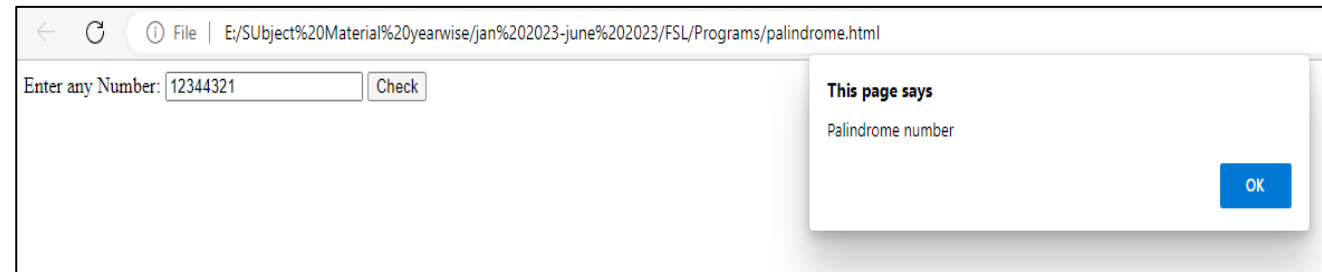 File | E:/SUbject%20Material%20yearwise/jan%202023-june%202023/FSL/Programs/palindrome.html
Enter any Number: 12344321 Check
This page says
Palindrome number
OK